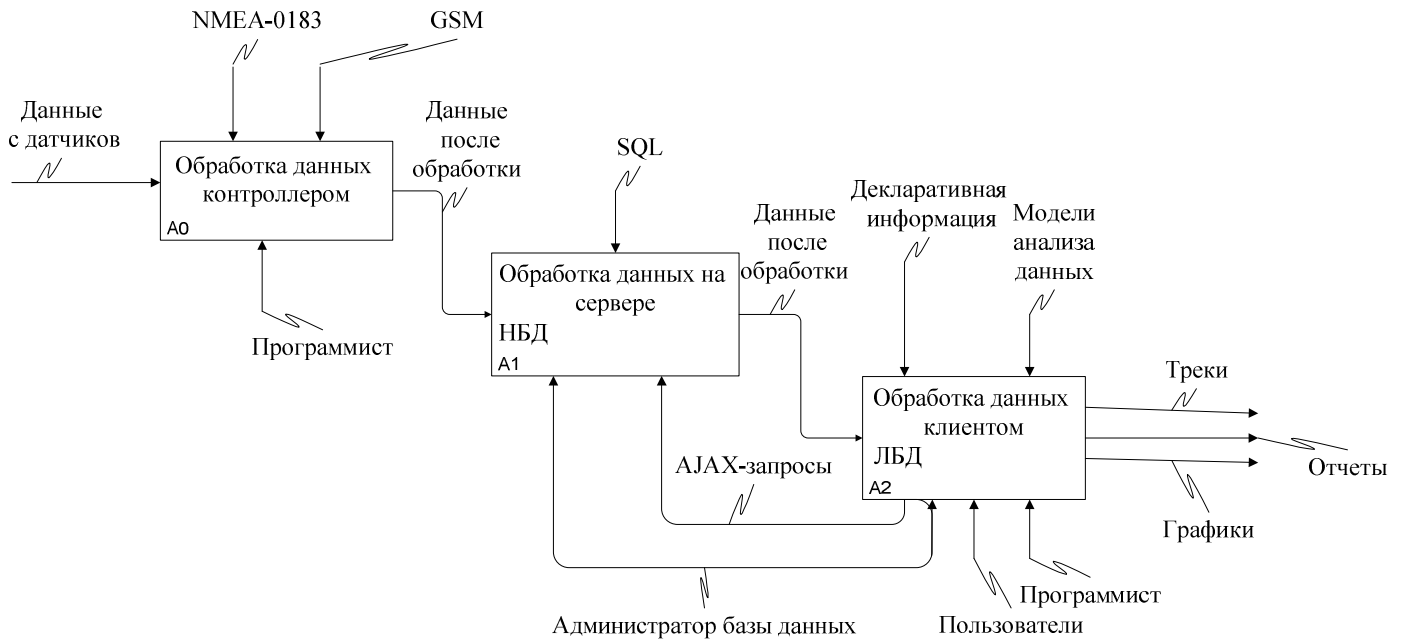 NMEA-0183
GSM
Данные
с датчиков
Обработка данных
контроллером
A0
Данные
после
обработки
Программист
SQL
Обработка данных на
сервере
НБД
A1
Данные
после
обработки
Декларативная
информация
Модели
анализа
данных
Обработка данных
клиентом
ЛБД
A2
Треки
Отчеты
Графики
AJAX-запросы
Администратор базы данных
Программист
Пользователи